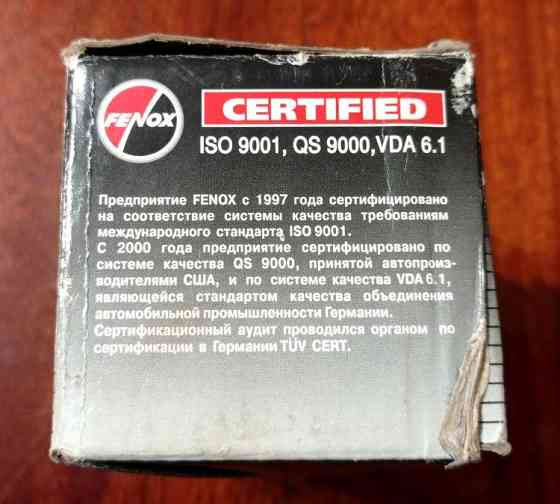 FENOX
CERTIFIED
ISO 9001, QS 9000,VDA 6.1
Предприятие FENOX с 1997 года сертифицировано
на соответствие системы качества требованиям
международного стандарта ISO 9001.
С 2000 года предприятие сертифицировано по
системе качества QS 9000, принятой автопроиз-
водителями США, и по системе качества VDA 6.1,
являющейся стандартом качества объединения
автомобильной промышленности Германии.
Сертификационный аудит проводился органом по
сертификации в Германии TÜV CERT.